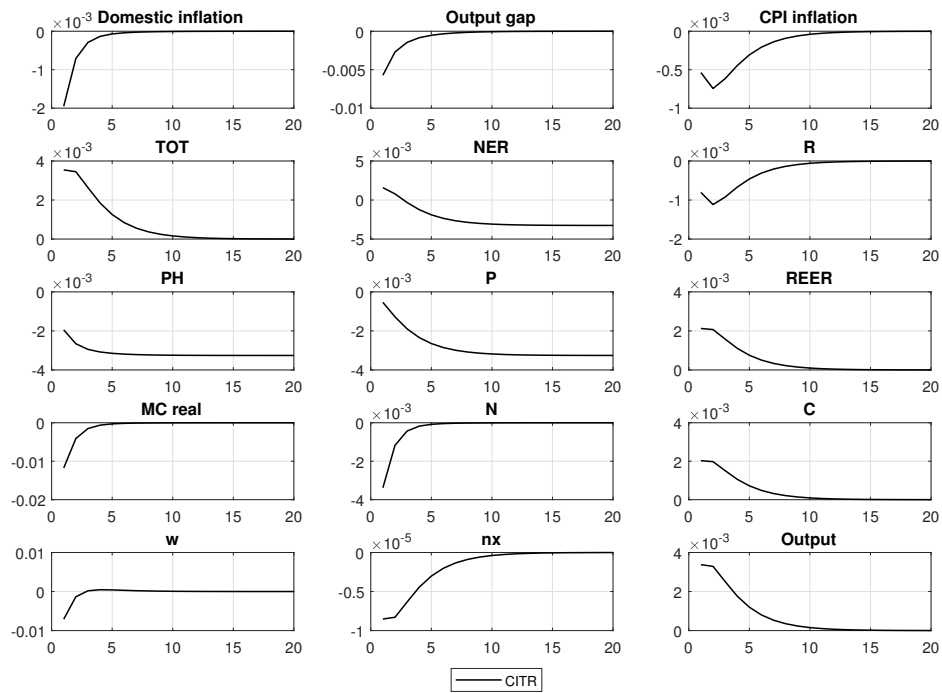 Domestic inflation Output gap CPI inflation
×10-3 ×10-3
0 0 0
-1 -0.005 -0.5
-2 -0.01 -1
0 5 10 15 20 0 5 10 15 20 0 5 10 15 20
TOT NER R
×10-3 ×10-3 ×10-3
4 5 0
2 0 -1
0 -5 -2
0 5 10 15 20 0 5 10 15 20 0 5 10 15 20
PH P REER
×10-3 ×10-3 ×10-3
0 0 4
-2 -2 2
-4 -4 0
0 5 10 15 20 0 5 10 15 20 0 5 10 15 20
MC real N C
×10-3 ×10-3
0 0 4
-0.01 -2 2
-0.02 -4 0
0 5 10 15 20 0 5 10 15 20 0 5 10 15 20
w nx Output
×10-5 ×10-3
0.01 0 4
0 -0.5 2
-0.01 -1 0
0 5 10 15 20 0 5 10 15 20 0 5 10 15 20
CITR